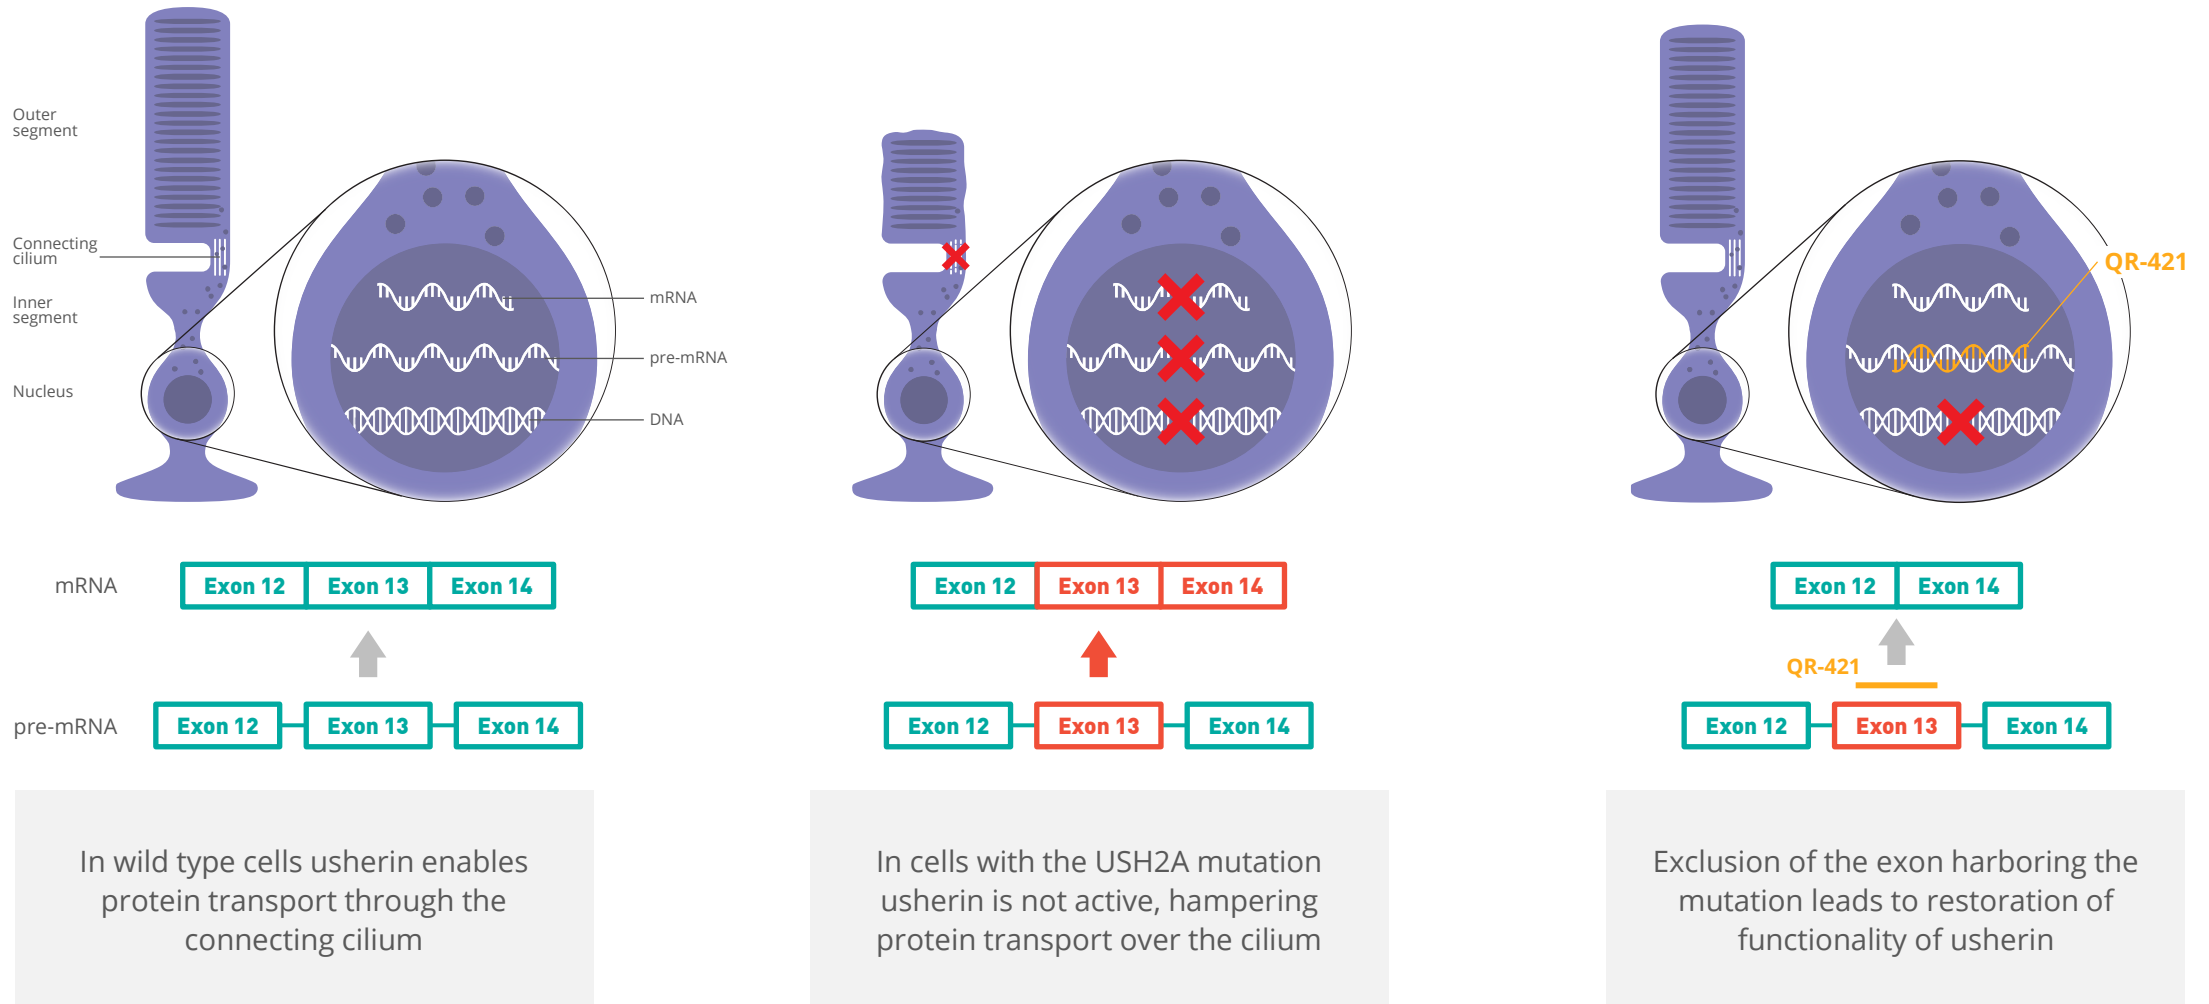 Outer
segment
Connecting
cilium
Inner
segment
Nucleus
mRNA
pre-mRNA
DNA
QR-421
mRNA
Exon 12 Exon 13 Exon 14
Exon 12 Exon 13 Exon 14
Exon 12 Exon 14
QR-421
pre-mRNA
Exon 12 Exon 13 Exon 14
Exon 12 Exon 13 Exon 14
Exon 12 Exon 13 Exon 14
In wild type cells usherin enables
protein transport through the
connecting cilium
In cells with the USH2A mutation
usherin is not active, hampering
protein transport over the cilium
Exclusion of the exon harboring the
mutation leads to restoration of
functionality of usherin